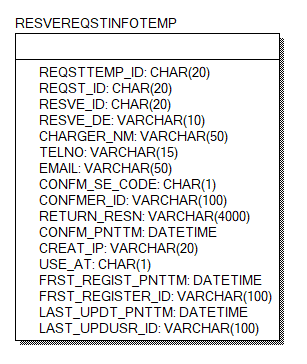 RESVEREQSTINFOTEMP
REQSTTEMP_ID: CHAR(20)
REQST_ID: CHAR(20)
RESVE_ID: CHAR(20)
RESVE_DE: VARCHAR(10)
CHARGER_NM: VARCHAR(50)
TELNO: VARCHAR(15)
EMAIL: VARCHAR(50)
CONFM_SE_CODE: CHAR(1)
CONFMER_ID: VARCHAR(100)
RETURN_RESN: VARCHAR(4000)
CONFM_PNTTM: DATETIME
CREAT_IP: VARCHAR(20)
USE_AT: CHAR(1)
FRST_REGIST_PNTTM: DATETIME
FRST_REGISTER_ID: VARCHAR(100)
LAST_UPDT_PNTTM: DATETIME
LAST_UPDUSR_ID: VARCHAR(100)